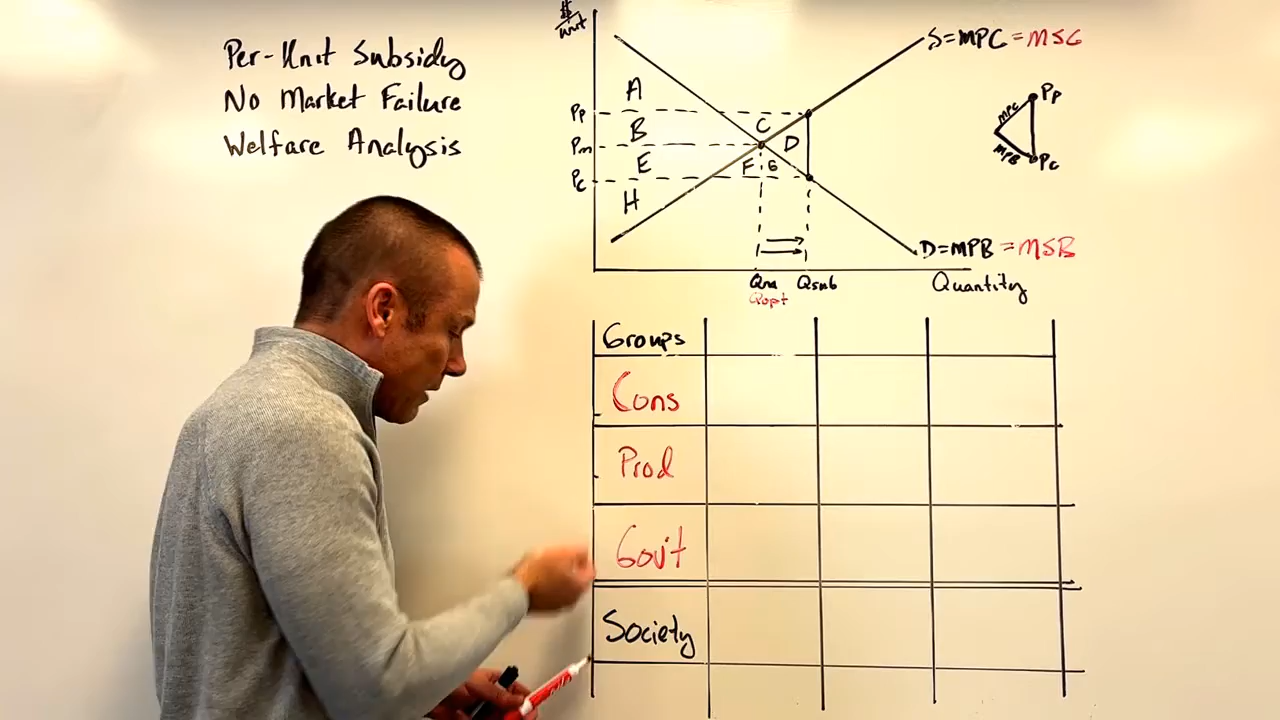 Per-Unit Subsidy
No Market Failure
Welfare Analysis
$
unit
S=MPC=MSC
A
Pp
B
C
Pm
D
E
F
G
Pc
H
MPC
Pp
MPB
Pc
D=MPB=MSB
Qm
Qsub
Quantity
Qopt
Groups
Cons
Prod
Gov't
Society